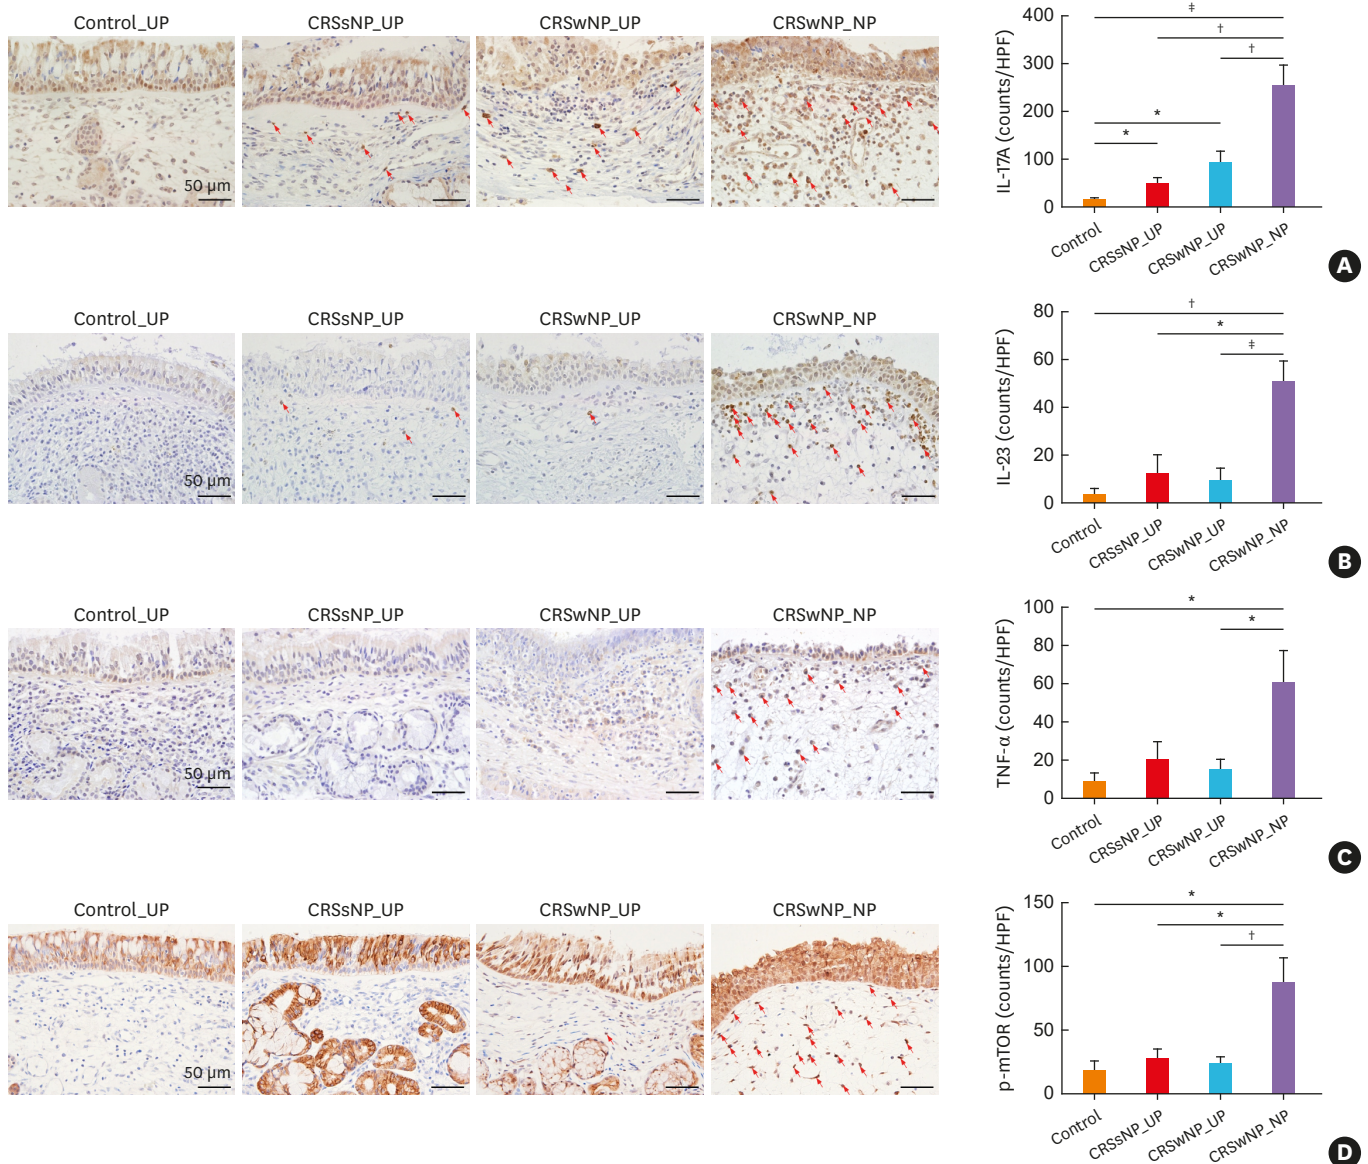 Control_UP
CRSsNP_UP
CRSwNP_UP
CRSwNP_NP
50 μm
IL-17A (counts/HPF)
400
300
200
100
0
‡
†
†
*
*
Control
CRSsNP_UP
CRSwNP_UP
CRSwNP_NP
A
Control_UP
CRSsNP_UP
CRSwNP_UP
CRSwNP_NP
50 μm
IL-23 (counts/HPF)
80
60
40
20
0
†
*
‡
Control
CRSsNP_UP
CRSwNP_UP
CRSwNP_NP
B
Control_UP
CRSsNP_UP
CRSwNP_UP
CRSwNP_NP
50 μm
TNF-α (counts/HPF)
100
80
60
40
20
0
*
*
Control
CRSsNP_UP
CRSwNP_UP
CRSwNP_NP
C
Control_UP
CRSsNP_UP
CRSwNP_UP
CRSwNP_NP
50 μm
p-mTOR (counts/HPF)
150
100
50
0
*
*
†
Control
CRSsNP_UP
CRSwNP_UP
CRSwNP_NP
D